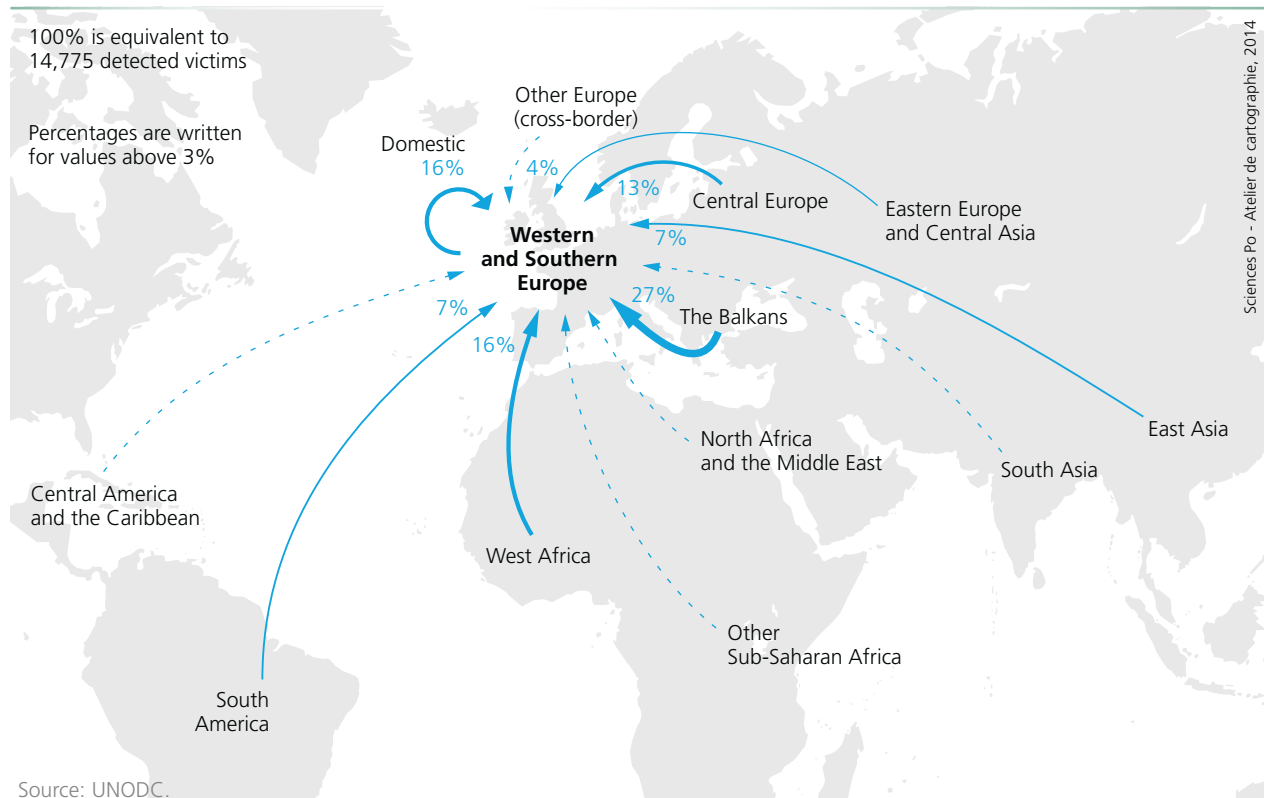 100% is equivalent to
14,775 detected victims
Percentages are written
for values above 3%
Sciences Po - Atelier de cartographie, 2014
Other Europe
(cross-border)
Domestic
16%
4%
13%
Central Europe
Eastern Europe
and Central Asia
Western
and Southern
Europe
7%
27%
The Balkans
7%
16%
East Asia
North Africa
and the Middle East
South Asia
Central America
and the Caribbean
West Africa
Other
Sub-Saharan Africa
South
America
Source: UNODC.